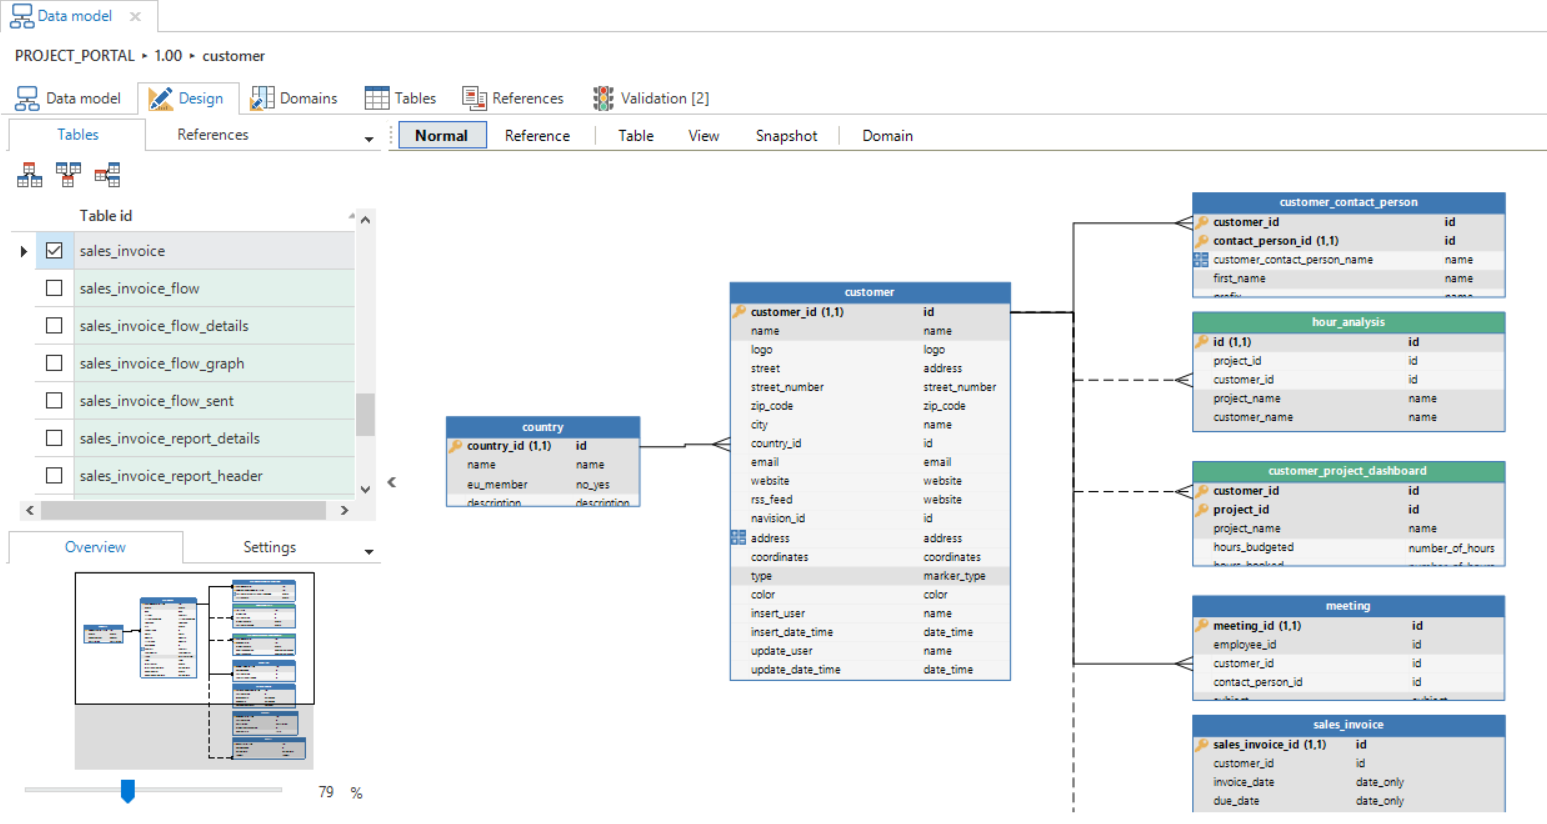 Data model
PROJECT_PORTAL ▸ 1.00 ▸ customer
Data model Design Domains Tables References Validation [2]
Tables References
Normal Reference Table View Snapshot Domain
Table id
sales_invoice
sales_invoice_flow
sales_invoice_flow_details
sales_invoice_flow_graph
sales_invoice_flow_sent
sales_invoice_report_details
sales_invoice_report_header
Overview Settings
79 %
country
country_id (1,1) id
name name
eu_member no_yes
description description
customer
customer_id (1,1) id
name name
logo logo
street address
street_number street_number
zip_code zip_code
city name
country_id id
email email
website website
rss_feed website
navision_id id
address address
coordinates coordinates
type marker_type
color color
insert_user name
insert_date_time date_time
update_user name
update_date_time date_time
customer_contact_person
customer_id id
contact_person_id (1,1) id
customer_contact_person_name name
first_name name
prefix name
hour_analysis
id (1,1) id
project_id id
customer_id id
project_name name
customer_name name
customer_project_dashboard
customer_id id
project_id id
project_name name
hours_budgeted number_of_hours
hours_booked number_of_hours
meeting
meeting_id (1,1) id
employee_id id
customer_id id
contact_person_id id
subject subject
sales_invoice
sales_invoice_id (1,1) id
customer_id id
invoice_date date_only
due_date date_only